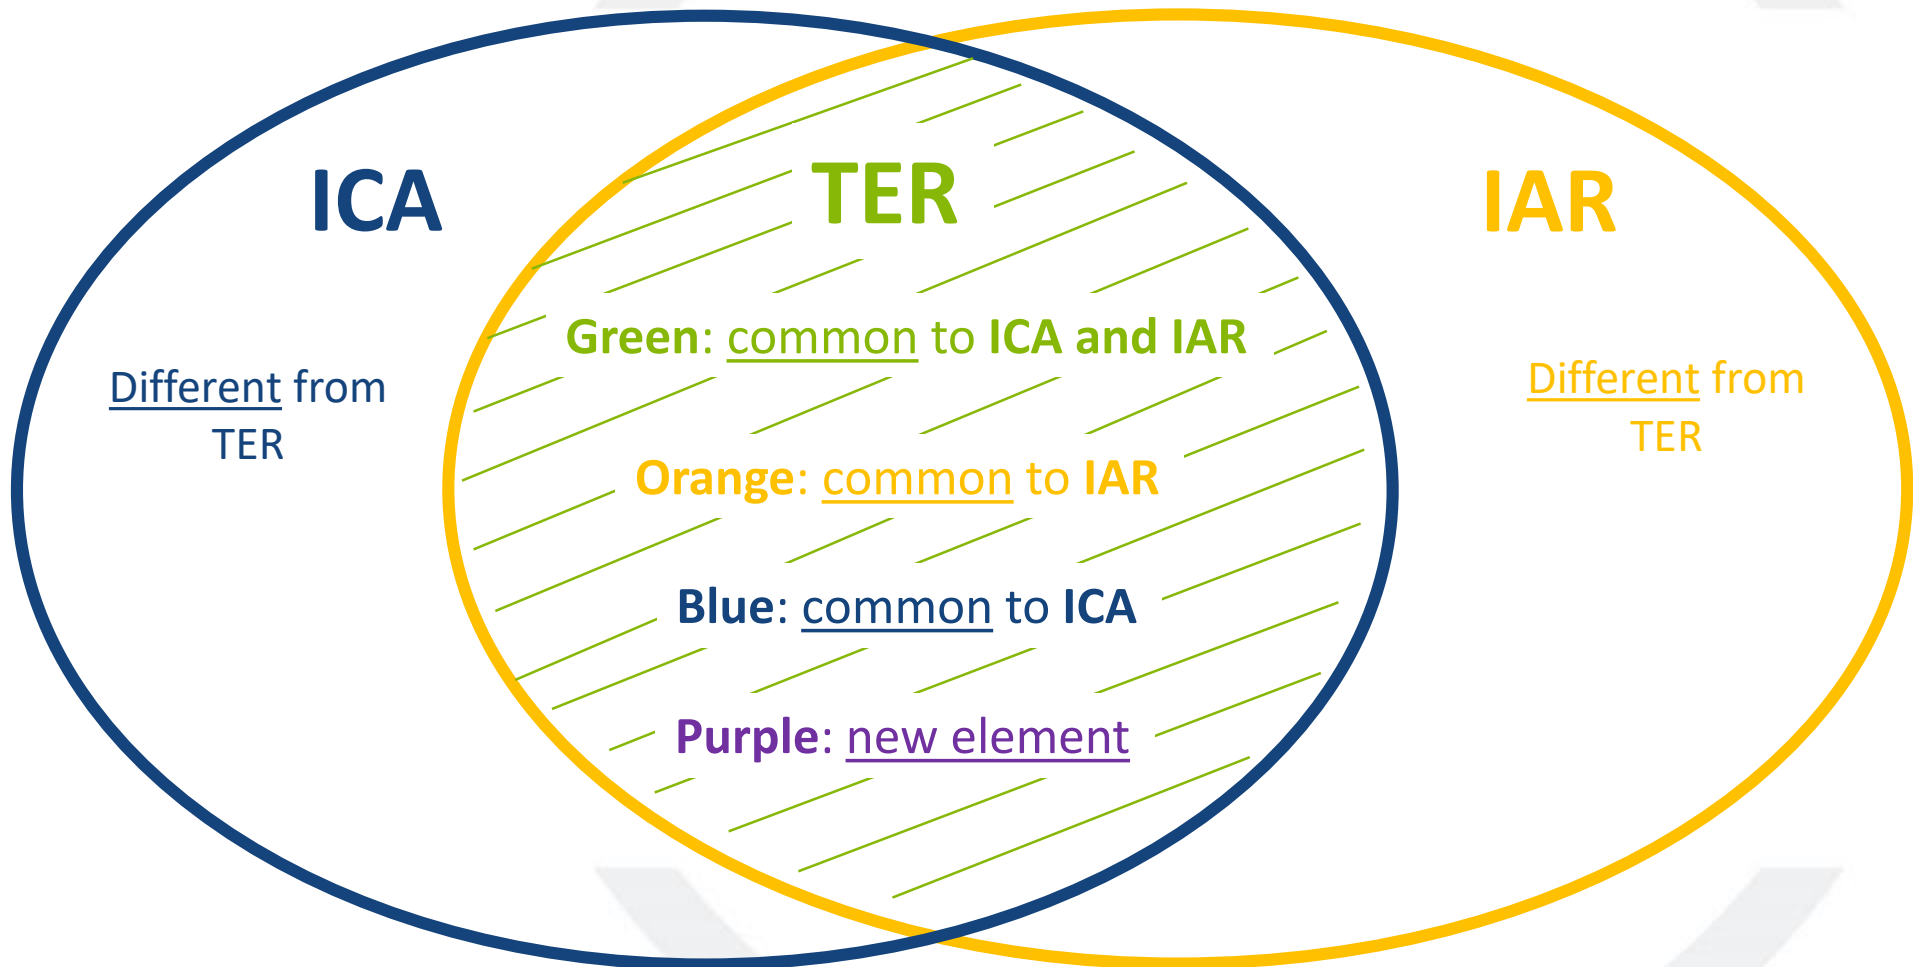 ICA
TER
IAR
Green: common to ICA and IAR
Different from
TER
Different from
TER
Orange: common to IAR
Blue: common to ICA
Purple: new element